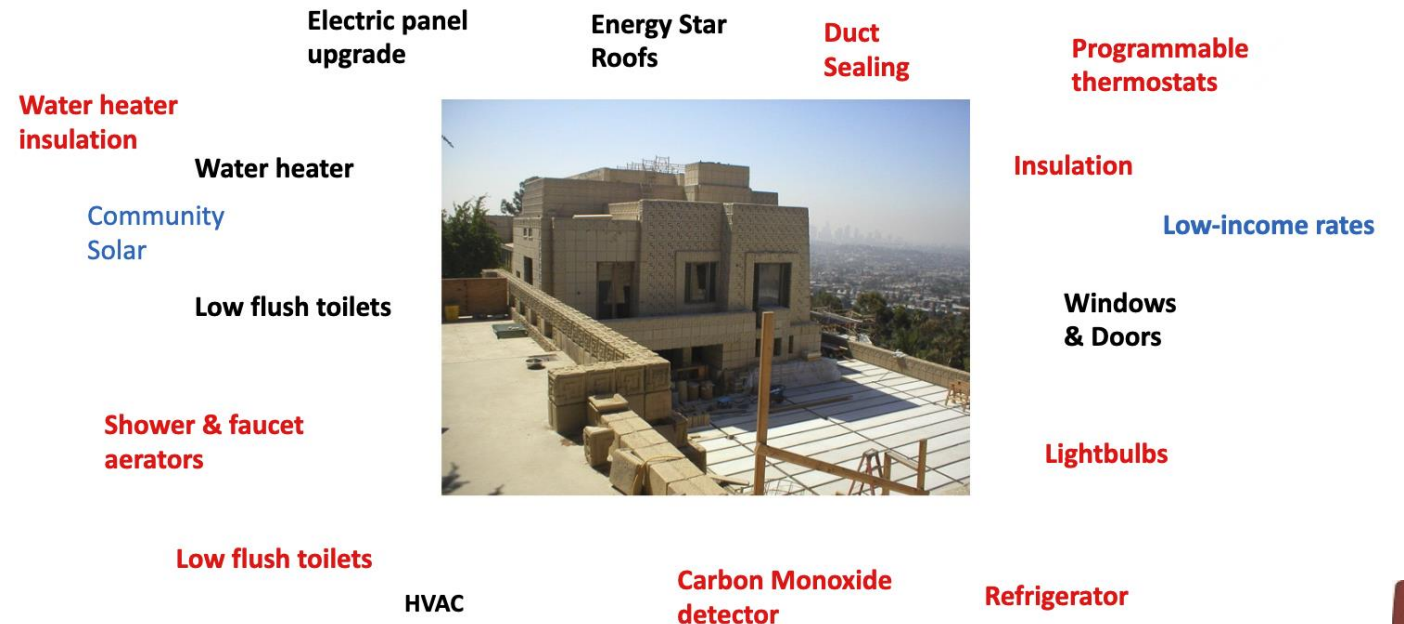 Electric panel
upgrade
Energy Star
Roofs
Duct
Sealing
Programmable
thermostats
Water heater
insulation
Water heater
Insulation
Community
Solar
Low-income rates
Low flush toilets
Windows
& Doors
Shower & faucet
aerators
Lightbulbs
Low flush toilets
HVAC
Carbon Monoxide
detector
Refrigerator